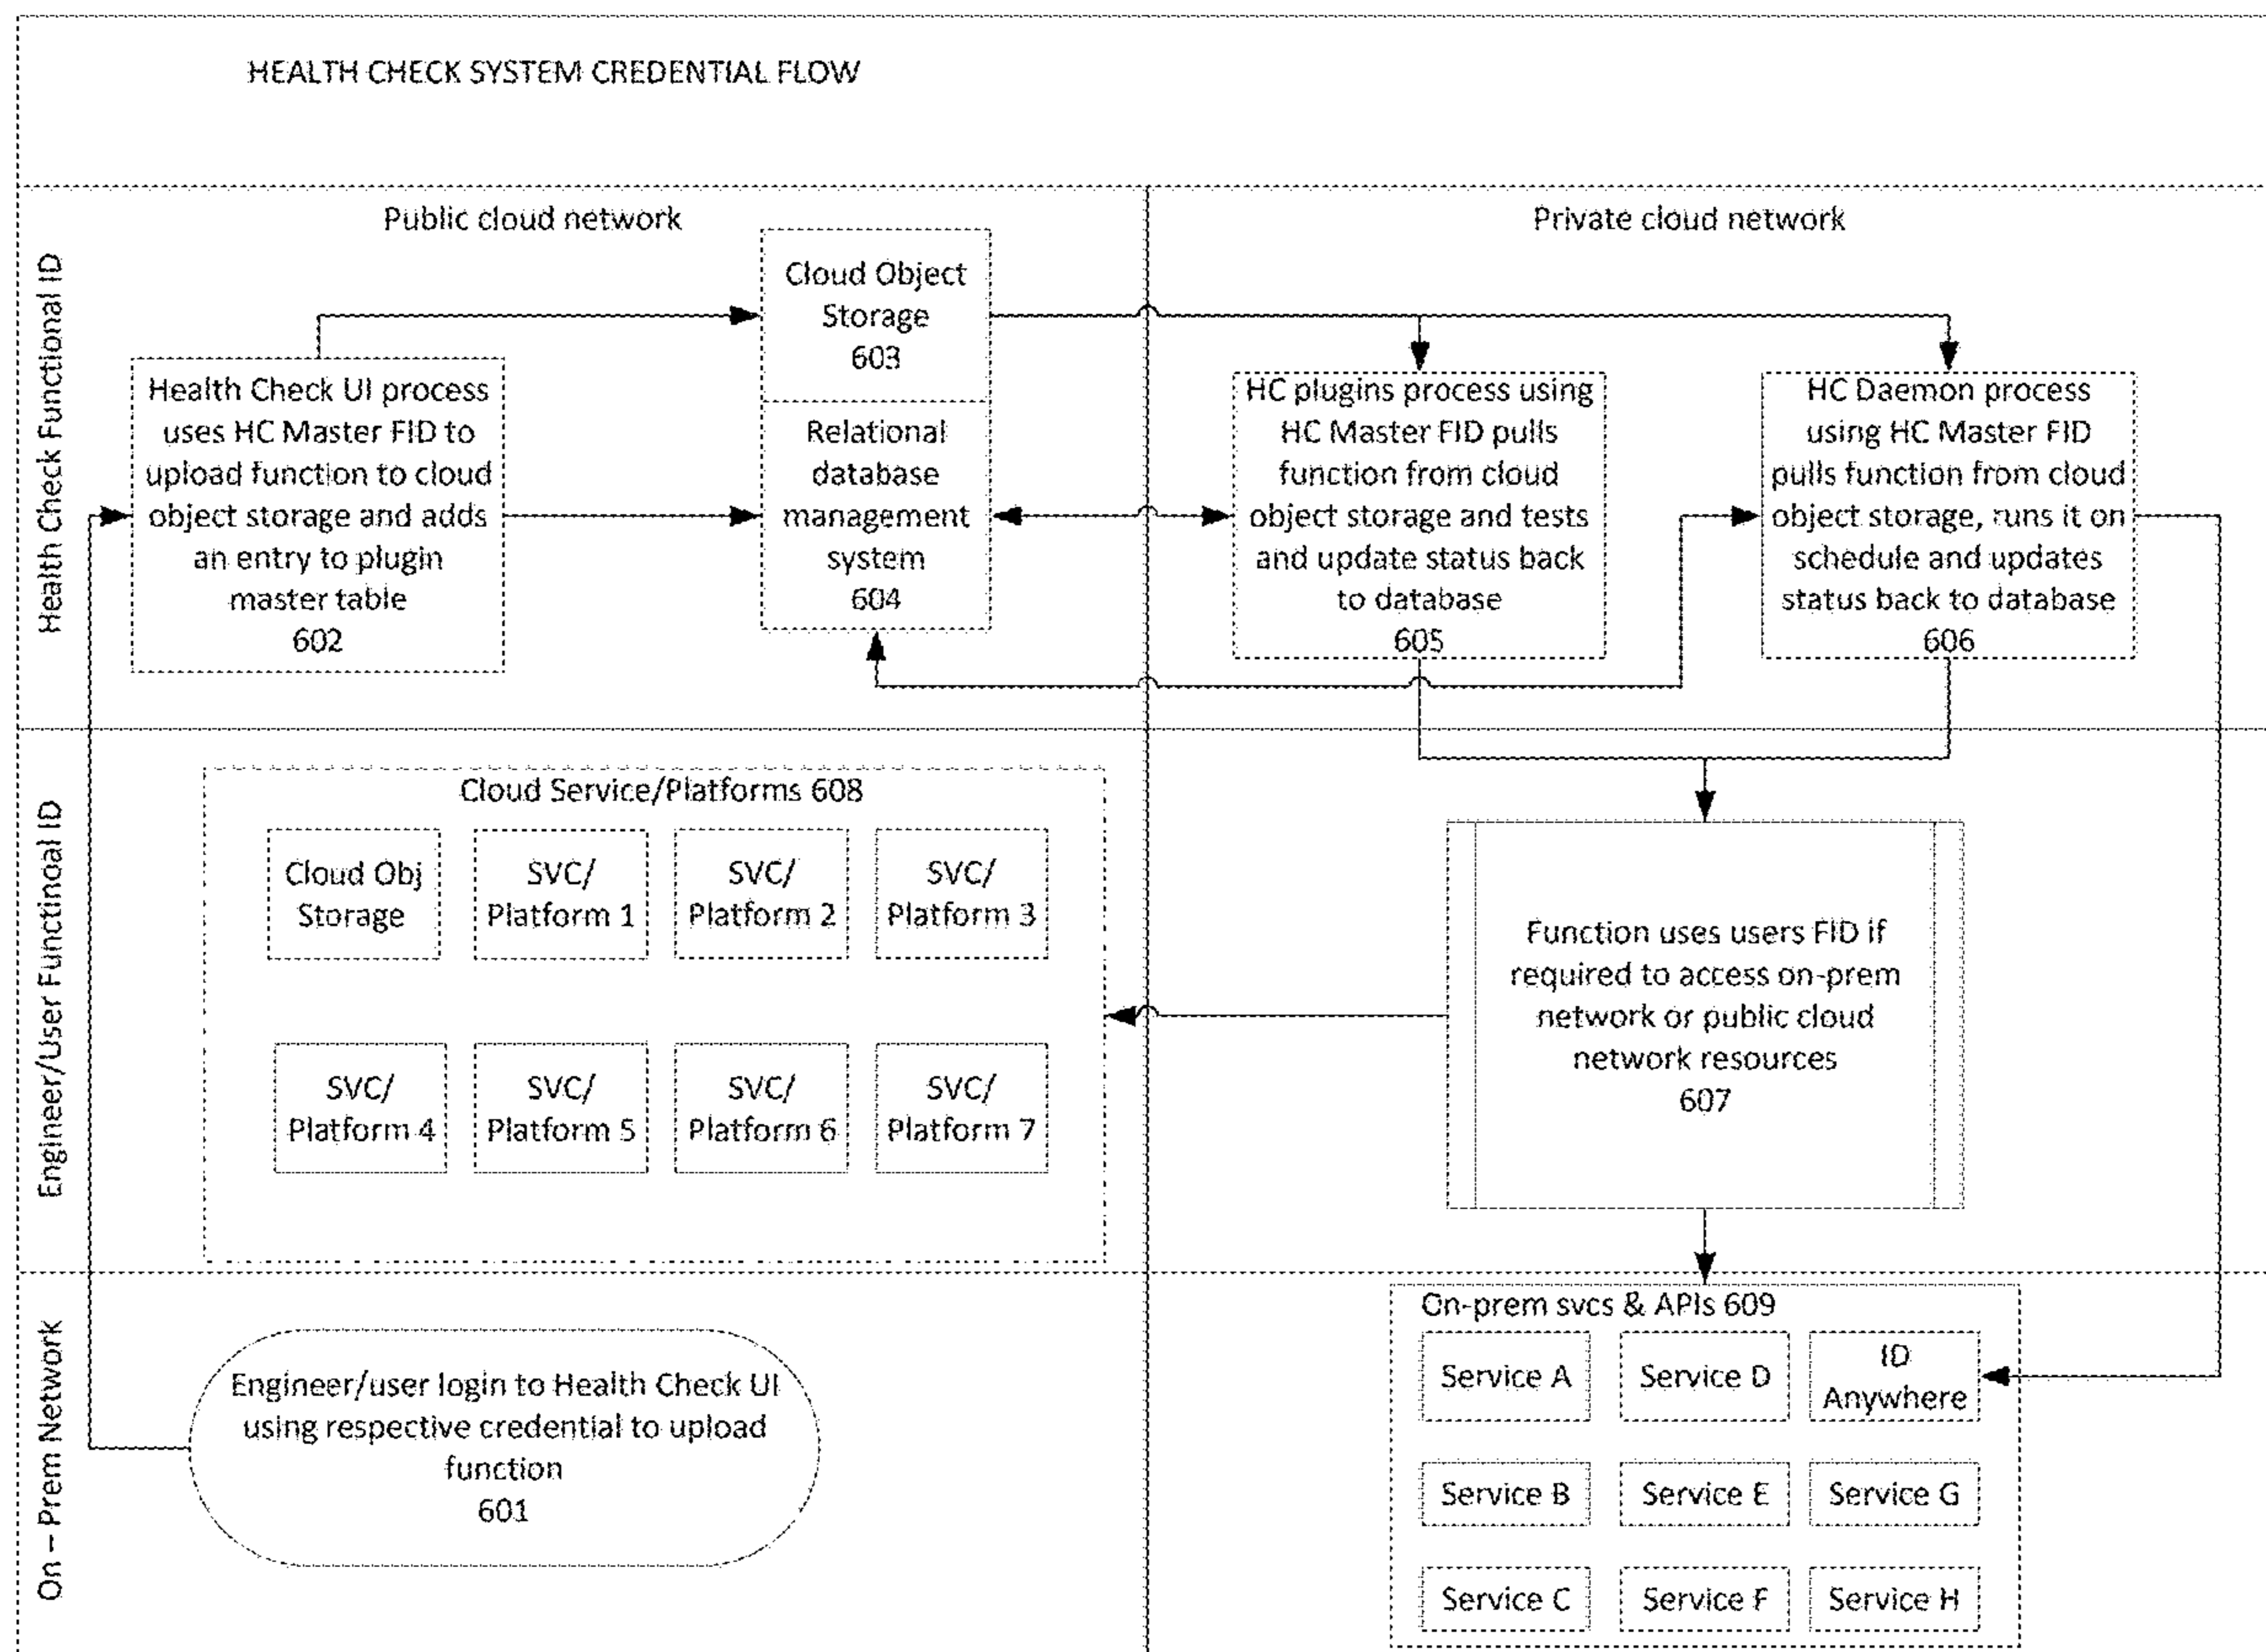 HEALTH CHECK SYSTEM CREDENTIAL FLOW
Public cloud network
Private cloud network
Health Check Functional ID
Cloud Object
Storage
603
Health Check UI process
uses HC Master FID to
upload function to cloud
object storage and adds
an entry to plugin
master table
602
Relational
database
management
system
604
HC plugins process using
HC Master FID pulls
function from cloud
object storage and tests
and update status back
to database
605
HC Daemon process
using HC Master FID
pulls function from cloud
object storage, runs it on
schedule and updates
status back to database
606
Engineer/User Functinoal ID
Cloud Service/Platforms 608
Cloud Obj
Storage
SVC/
Platform 1
SVC/
Platform 2
SVC/
Platform 3
SVC/
Platform 4
SVC/
Platform 5
SVC/
Platform 6
SVC/
Platform 7
Function uses users FID if
required to access on-prem
network or public cloud
network resources
607
On – Prem Network
Engineer/user login to Health Check UI
using respective credential to upload
function
601
On-prem svcs & APIs 609
Service A
Service D
ID
Anywhere
Service B
Service E
Service G
Service C
Service F
Service H